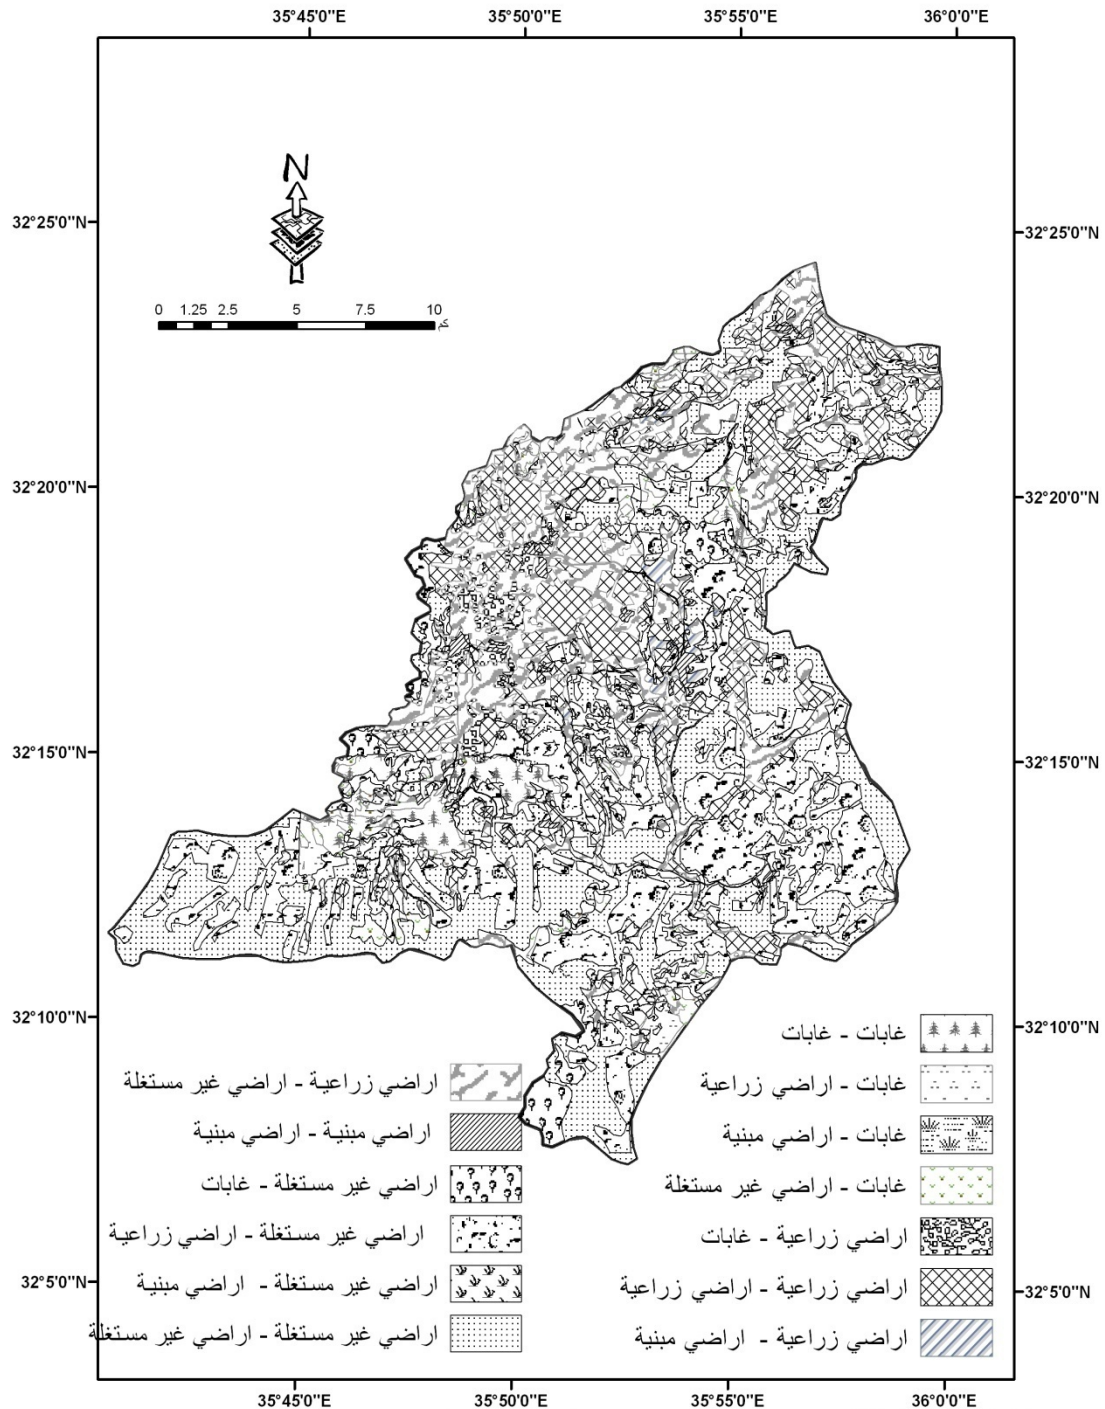 35°45'0"E 35°50'0"E 35°55'0"E 36°0'0"E
N
32°25'0"N 32°25'0"N
0 1.25 2.5 5 7.5 10
كم
32°20'0"N 32°20'0"N
32°15'0"N 32°15'0"N
32°10'0"N 32°10'0"N
غابات - غابات
غابات - اراضي زراعية
غابات - اراضي مبنية
غابات - اراضي غير مستغلة
اراضي زراعية - غابات
اراضي زراعية - اراضي زراعية
اراضي زراعية - اراضي مبنية
اراضي زراعية - اراضي غير مستغلة
اراضي مبنية - اراضي مبنية
اراضي غير مستغلة - غابات
اراضي غير مستغلة - اراضي زراعية
اراضي غير مستغلة - اراضي مبنية
اراضي غير مستغلة - اراضي غير مستغلة
32°5'0"N 32°5'0"N
35°45'0"E 35°50'0"E 35°55'0"E 36°0'0"E